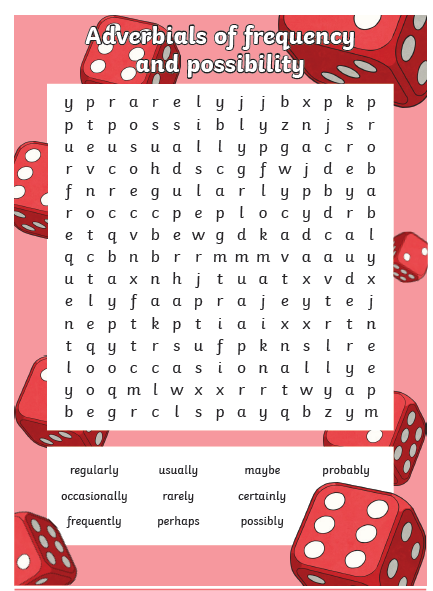 Adverbials of frequency
and possibility
y p r a r e l y j j b x p k p
p t p o s s i b l y z n j s r
u e u s u a l l y p g a c r o
r v c o h d s c g f w j d e b
f n r e g u l a r l y p b y a
r o c c c p e p l o c y d r b
e t q v b e w g d k a d c a l
q c b n b r r m m m v a a u y
u t a x n h j t u a t x v d x
e l y f a a p r a j e y t e j
n e p t k p t i a i x x r t n
t q y t r s u f p k n s l r e
l o o c c a s i o n a l l y e
y o q m l w x x r r t w y a p
b e g r c l s p a y q b z y m
regularly usually maybe probably
occasionally rarely certainly
frequently perhaps possibly